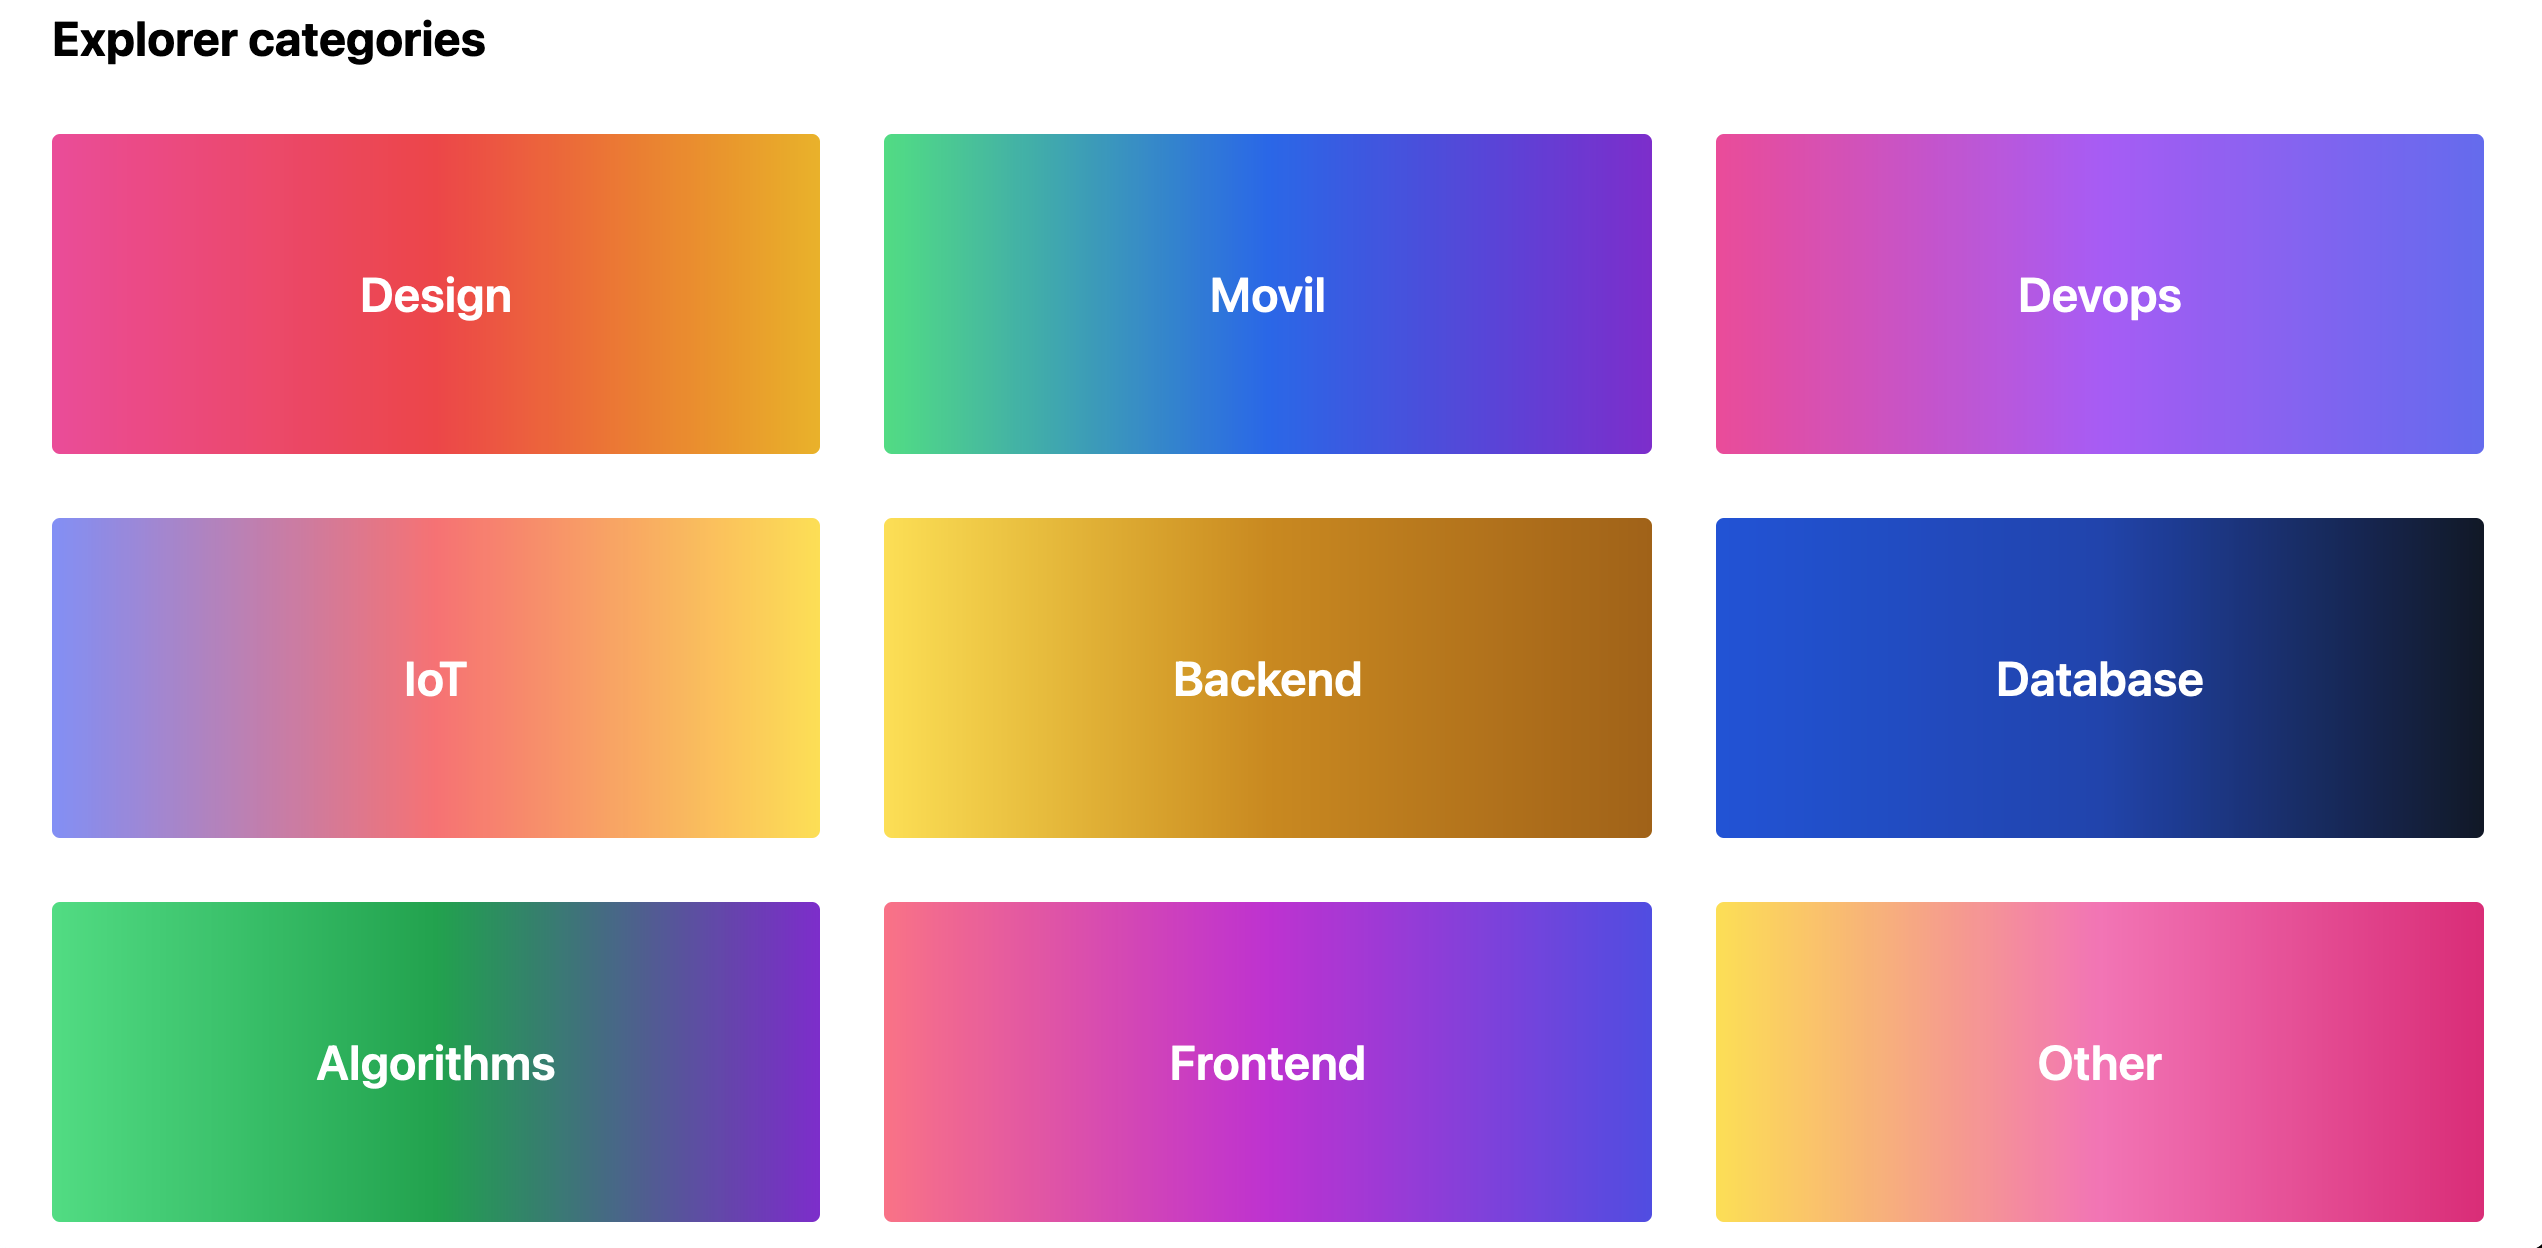 Explorer categories
Design
Movil
Devops
IoT
Backend
Database
Algorithms
Frontend
Other